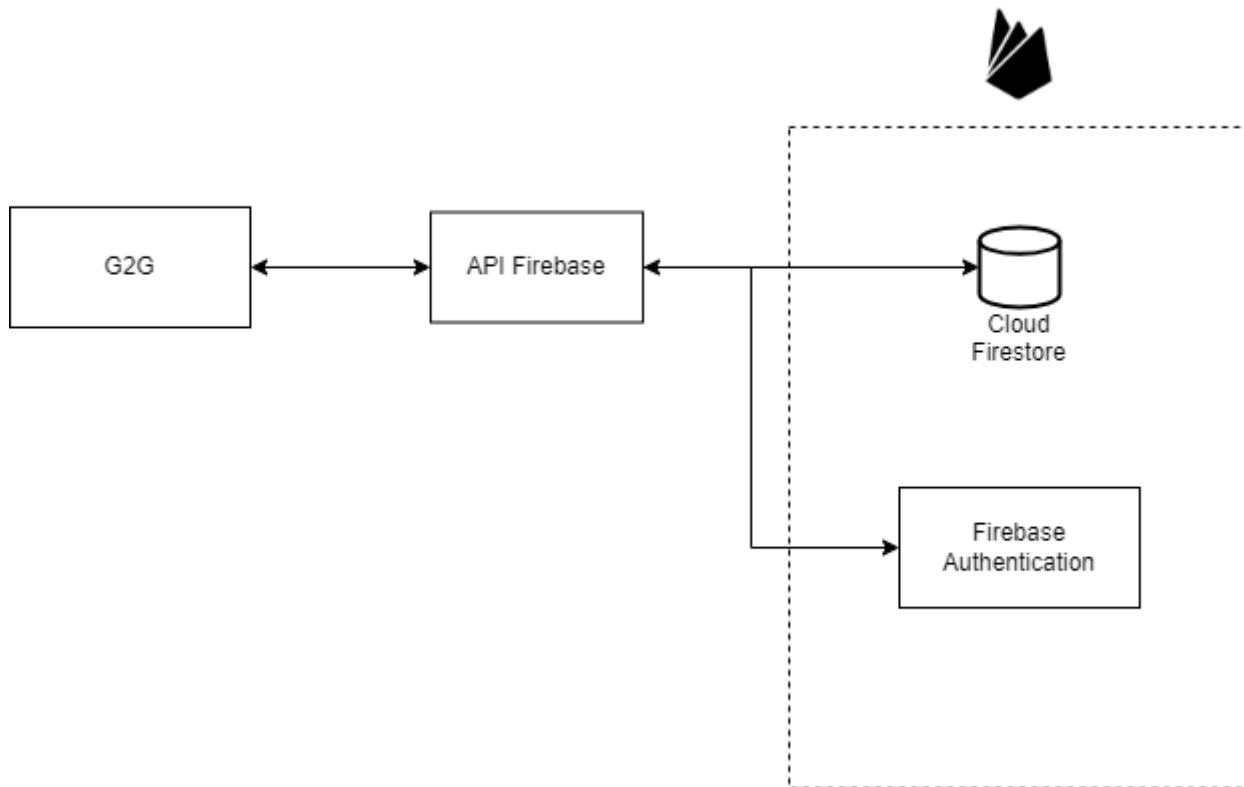 G2G
API Firebase
Cloud
Firestore
Firebase
Authentication